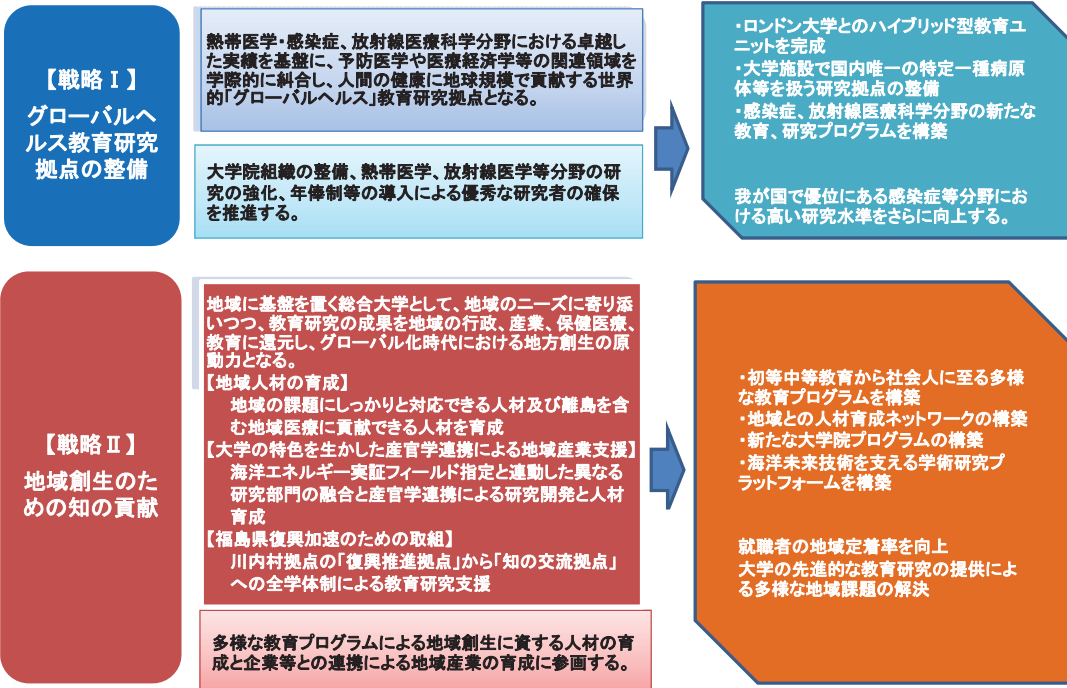 【戦略Ⅰ】
グローバルヘ
ルス教育研究
拠点の整備
熱帯医学・感染症、放射線医療科学分野における卓越し
た実績を基盤に、予防医学や医療経済学等の関連領域を
学際的に糾合し、人間の健康に地球規模で貢献する世界
的「グローバルヘルス」教育研究拠点となる。
大学院組織の整備、熱帯医学、放射線医学等分野の研
究の強化、年俸制等の導入による優秀な研究者の確保
を推進する。
・ロンドン大学とのハイブリッド型教育ユ
ニットを完成
・大学施設で国内唯一の特定一種病原
体等を扱う研究拠点の整備
・感染症、放射線医療科学分野の新たな
教育、研究プログラムを構築
我が国で優位にある感染症等分野にお
ける高い研究水準をさらに向上する。
【戦略Ⅱ】
地域創生のた
めの知の貢献
地域に基盤を置く総合大学として、地域のニーズに寄り添
いつつ、教育研究の成果を地域の行政、産業、保健医療、
教育に還元し、グローバル化時代における地方創生の原
動力となる。
【地域人材の育成】
地域の課題にしっかりと対応できる人材及び離島を含
む地域医療に貢献できる人材を育成
【大学の特色を生かした産官学連携による地域産業支援】
海洋エネルギー実証フィールド指定と連動した異なる
研究部門の融合と産官学連携による研究開発と人材
育成
【福島県復興加速のための取組】
川内村拠点の「復興推進拠点」から「知の交流拠点」
への全学体制による教育研究支援
多様な教育プログラムによる地域創生に資する人材の育
成と企業等との連携による地域産業の育成に参画する。
・初等中等教育から社会人に至る多様
な教育プログラムを構築
・地域との人材育成ネットワークの構築
・新たな大学院プログラムの構築
・海洋未来技術を支える学術研究プ
ラットフォームを構築
就職者の地域定着率を向上
大学の先進的な教育研究の提供によ
る多様な地域課題の解決